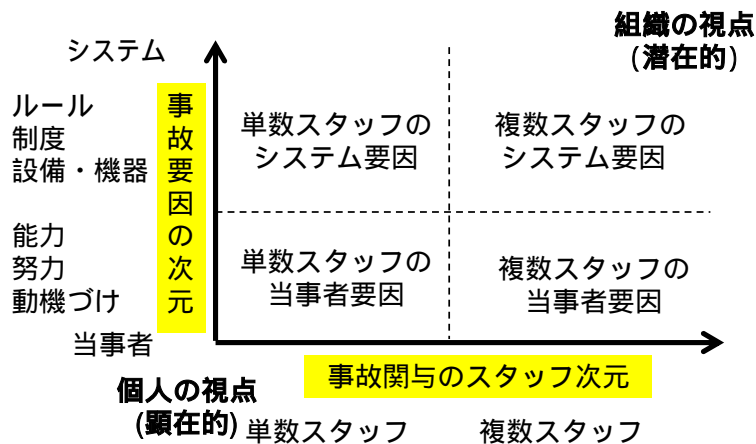 組織の視点
(潜在的)
システム
ルール
制度
設備・機器
事故要因の次元
能力
努力
動機づけ
当事者
単数スタッフの
システム要因
複数スタッフの
システム要因
単数スタッフの
当事者要因
複数スタッフの
当事者要因
事故関与のスタッフ次元
個人の視点
(顕在的)
単数スタッフ
複数スタッフ